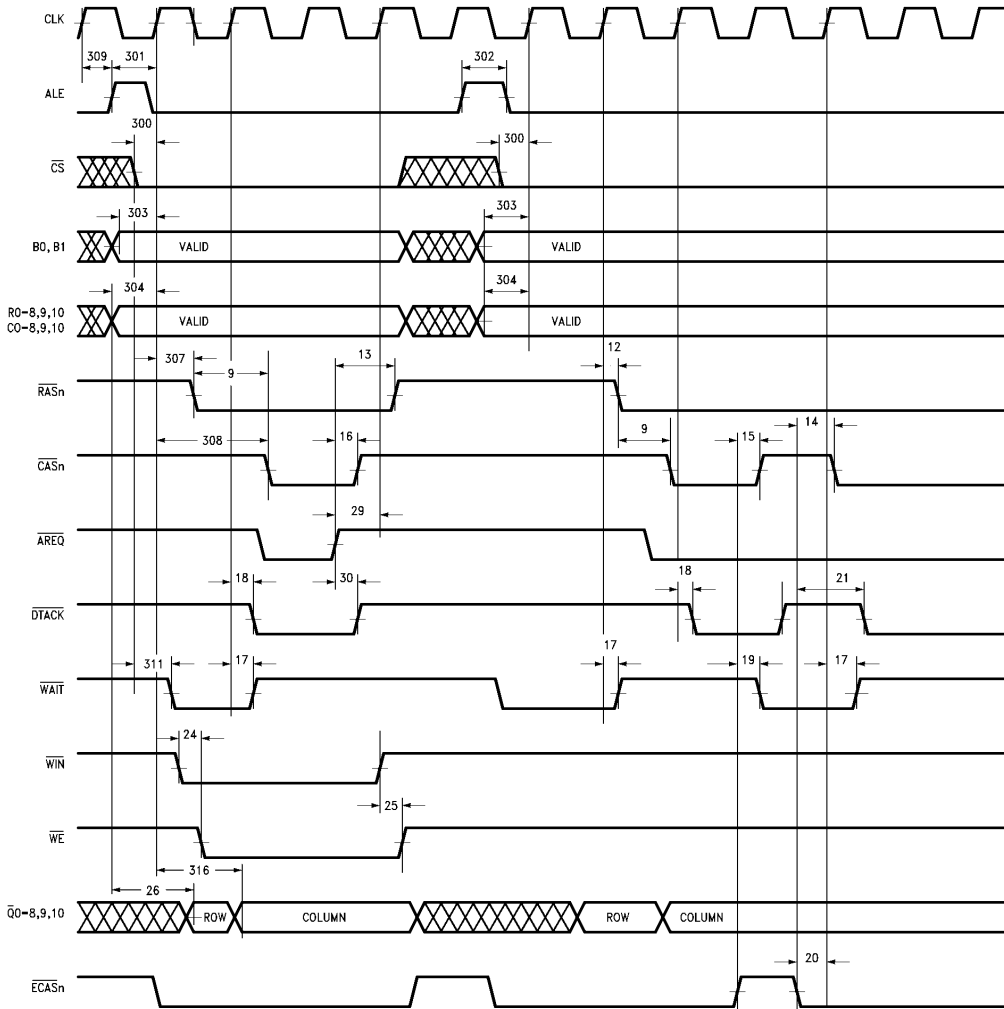 CLK
309 301 302
ALE
300 300
CS
303 303
B0, B1 VALID VALID
304 304
R0-8,9,10
C0-8,9,10 VALID VALID
307 9 13 12
RASn
308 16 9 15 14
CASn
29
AREQ
18 30 18 21
DTACK
311 17 17 19 17
WAIT
24
WIN
25
WE
316
26
Q0-8,9,10 ROW COLUMN ROW COLUMN
20
ECASn